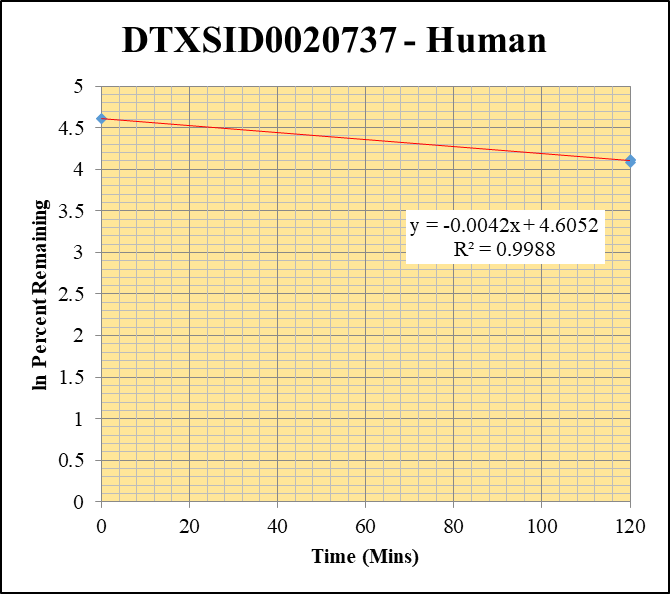 DTXSID0020737 - Human
5
4.5
4
3.5
3
2.5
2
1.5
1
0.5
0
ln Percent Remaining
y = -0.0042x + 4.6052
R² = 0.9988
0 20 40 60 80 100 120
Time (Mins)